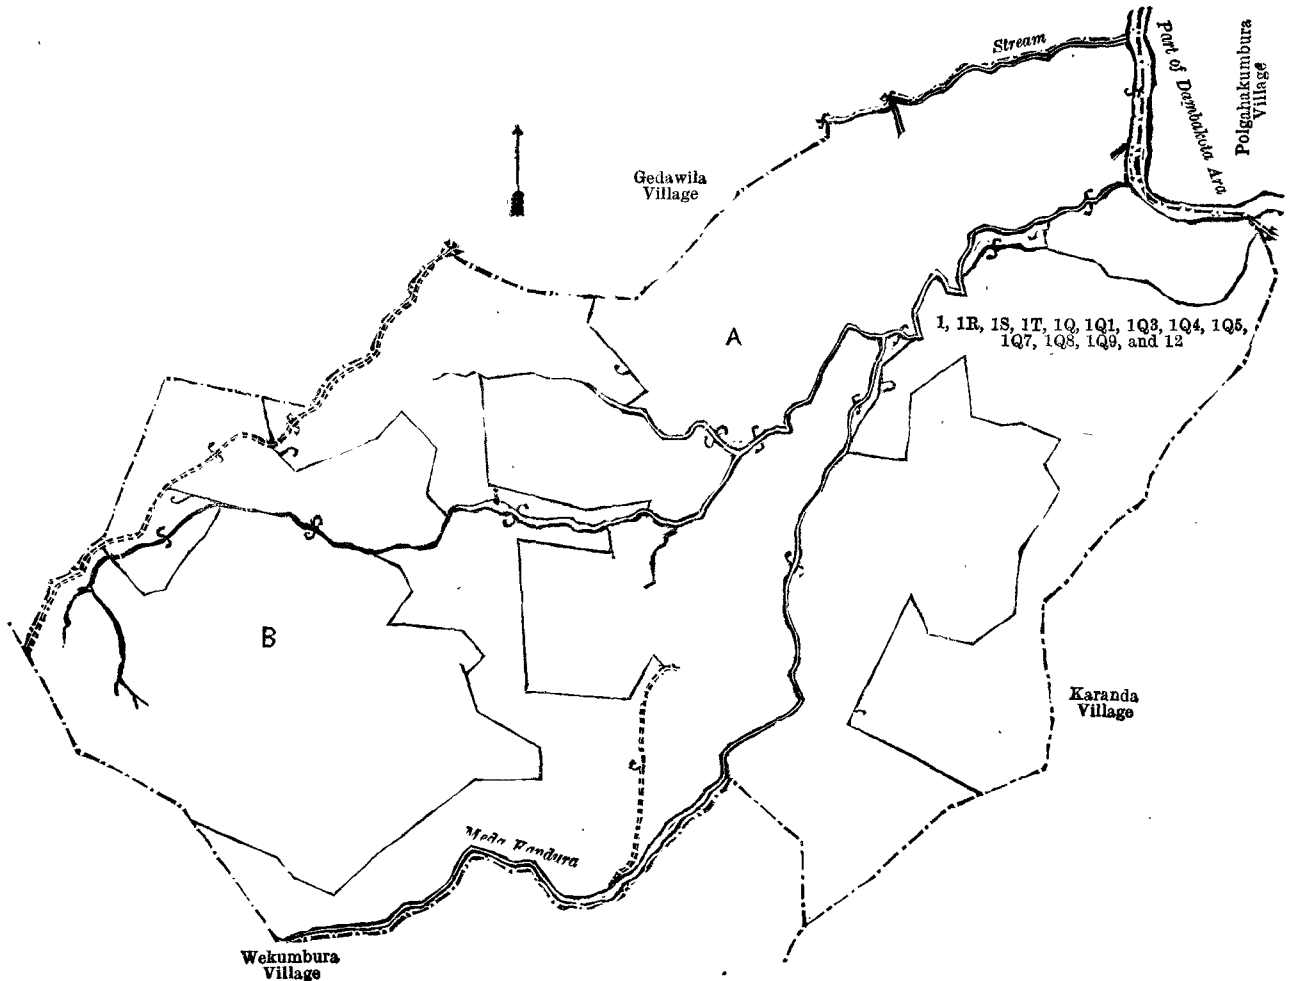 Stream
Part of Dambakota Ara
Polgahakumbura
Village
Gedawila
Village
A
1, 1R, 1S, 1T, 1Q, 1Q1, 1Q3, 1Q4, 1Q5,
1Q7, 1Q8, 1Q9, and 12
B
Karanda
Village
Meda Kandura
Wekumbura
Village